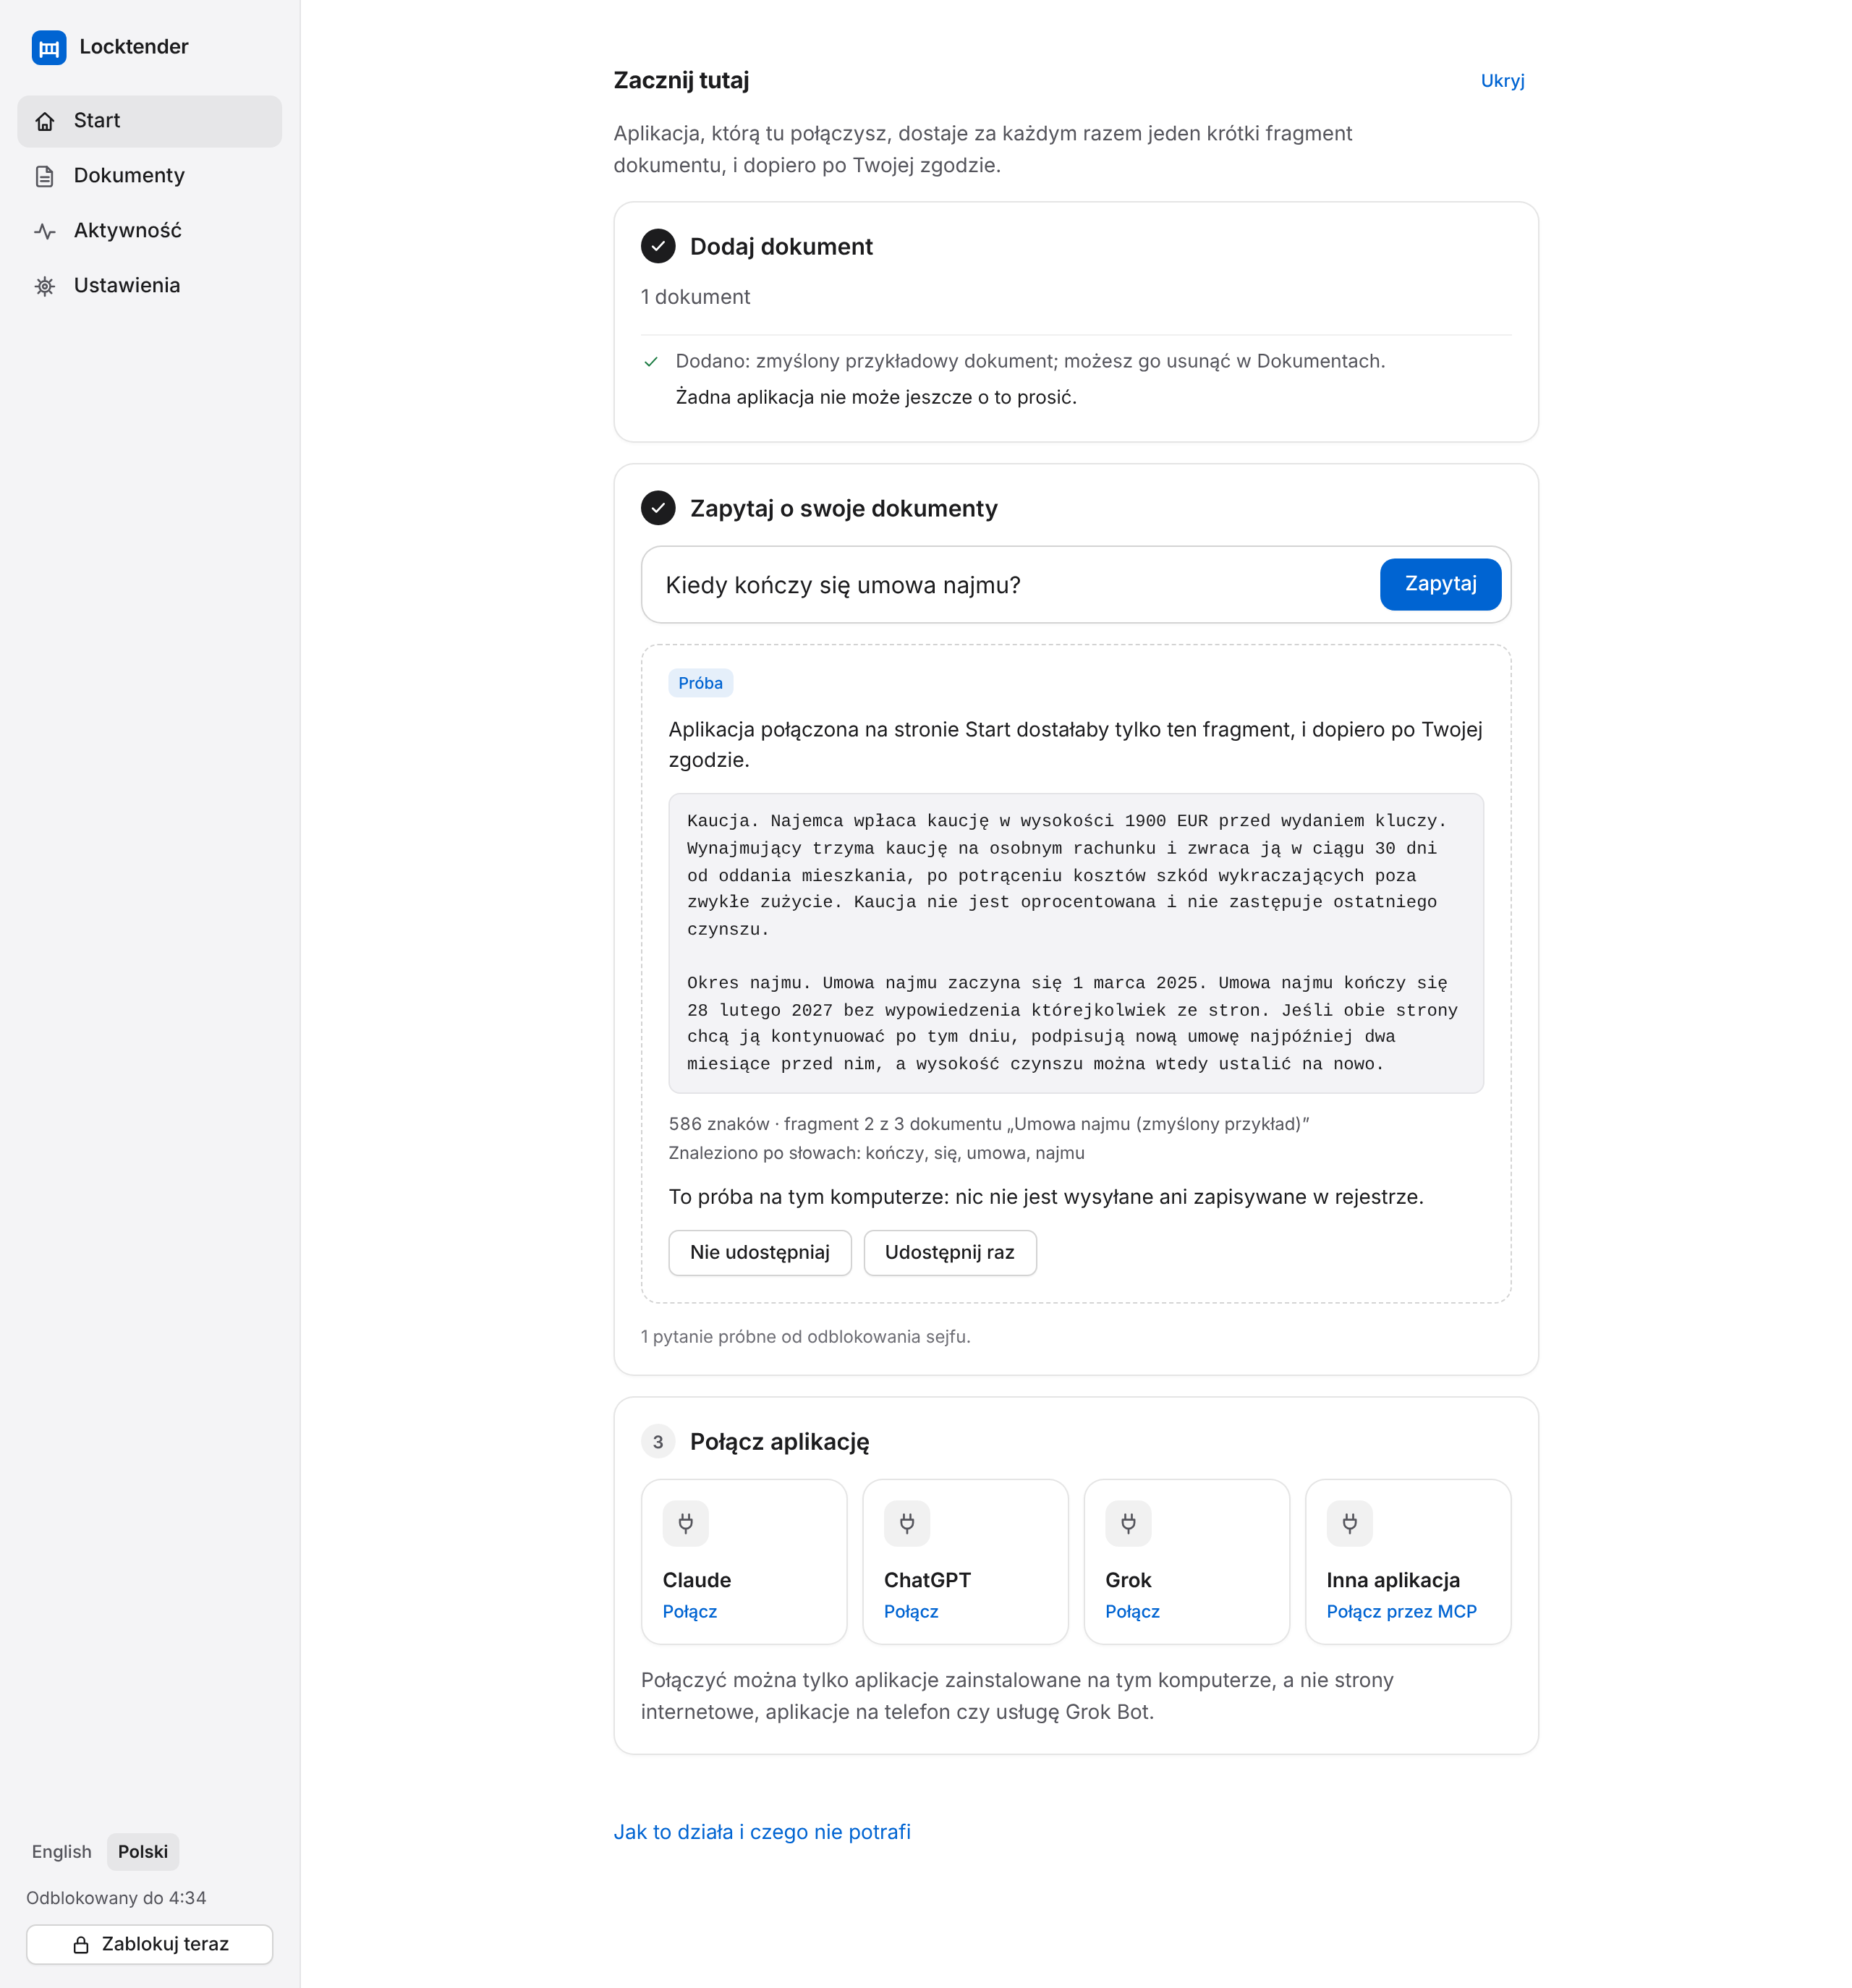 Locktender
Start
Dokumenty
Aktywność
Ustawienia
English
Polski
Odblokowany do 4:34
Zablokuj teraz
Zacznij tutaj
Ukryj
Aplikacja, którą tu połączysz, dostaje za każdym razem jeden krótki fragment
dokumentu, i dopiero po Twojej zgodzie.
Dodaj dokument
1 dokument
Dodano: zmyślony przykładowy dokument; możesz go usunąć w Dokumentach.
Żadna aplikacja nie może jeszcze o to prosić.
Zapytaj o swoje dokumenty
Kiedy kończy się umowa najmu?
Zapytaj
Próba
Aplikacja połączona na stronie Start dostałaby tylko ten fragment, i dopiero po Twojej
zgodzie.
Kaucja. Najemca wpłaca kaucję w wysokości 1900 EUR przed wydaniem kluczy.
Wynajmujący trzyma kaucję na osobnym rachunku i zwraca ją w ciągu 30 dni
od oddania mieszkania, po potrąceniu kosztów szkód wykraczających poza
zwykłe zużycie. Kaucja nie jest oprocentowana i nie zastępuje ostatniego
czynszu.
Okres najmu. Umowa najmu zaczyna się 1 marca 2025. Umowa najmu kończy się
28 lutego 2027 bez wypowiedzenia którejkolwiek ze stron. Jeśli obie strony
chcą ją kontynuować po tym dniu, podpisują nową umowę najpóźniej dwa
miesiące przed nim, a wysokość czynszu można wtedy ustalić na nowo.
586 znaków · fragment 2 z 3 dokumentu „Umowa najmu (zmyślony przykład)”
Znaleziono po słowach: kończy, się, umowa, najmu
To próba na tym komputerze: nic nie jest wysyłane ani zapisywane w rejestrze.
Nie udostępniaj
Udostępnij raz
1 pytanie próbne od odblokowania sejfu.
3
Połącz aplikację
Claude
Połącz
ChatGPT
Połącz
Grok
Połącz
Inna aplikacja
Połącz przez MCP
Połączyć można tylko aplikacje zainstalowane na tym komputerze, a nie strony
internetowe, aplikacje na telefon czy usługę Grok Bot.
Jak to działa i czego nie potrafi